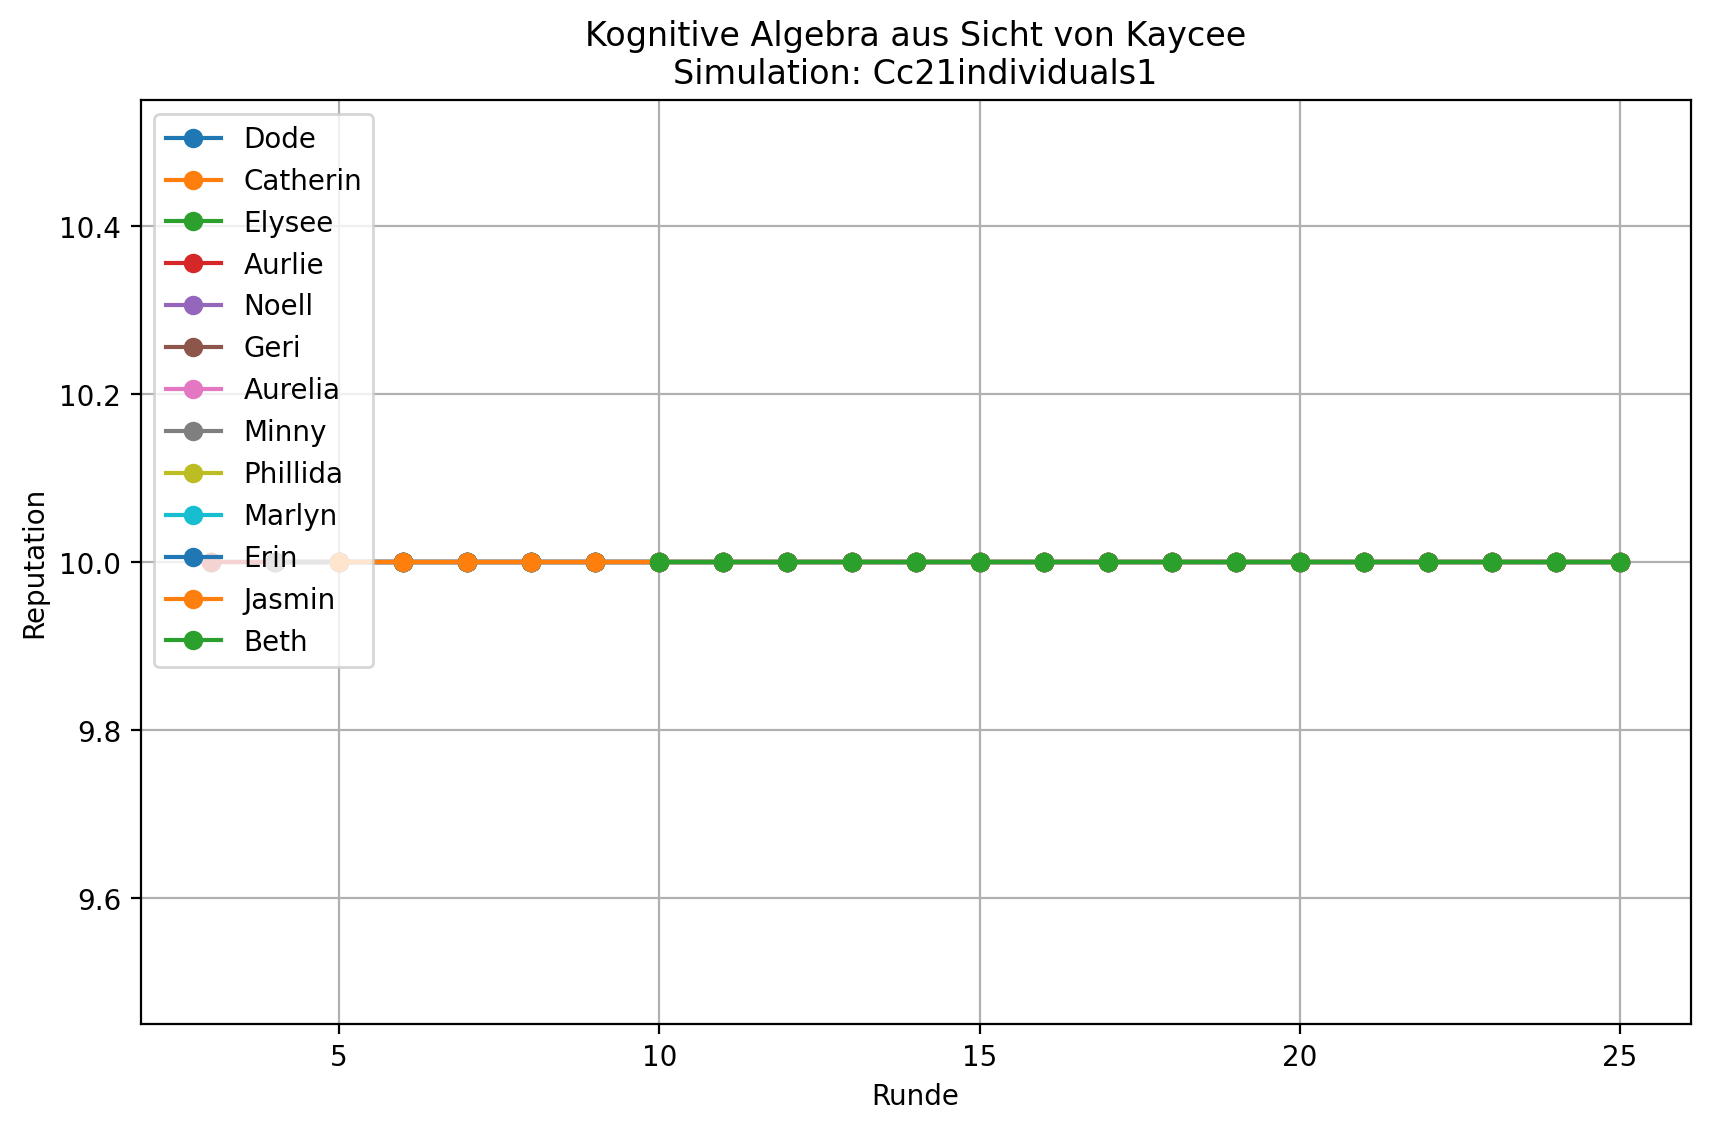 Kognitive Algebra aus Sicht von Kaycee
Simulation: Cc21individuals1
Dode
Catherin
Elysee
Aurlie
Noell
Geri
Aurelia
Minny
Phillida
Marlyn
Erin
Jasmin
Beth
Reputation
10.4
10.2
10.0
9.8
9.6
5
10
15
20
25
Runde